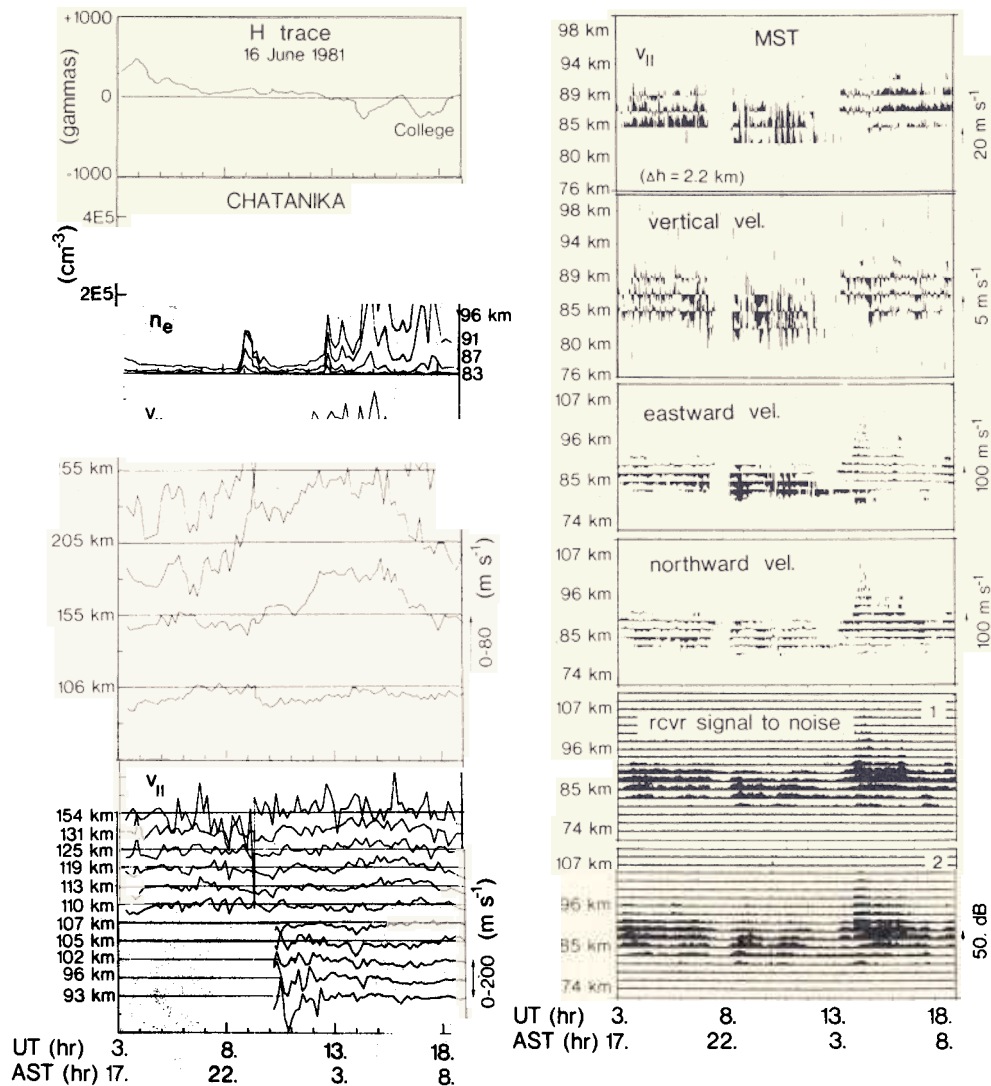 +1000
H trace
16 June 1981
(gammas)
0
College
-1000
CHATANIKA
4E5
(cm⁻³)
2E5
nₑ
96 km
91
87
83
55 km
205 km
155 km
106 km
0-80 (m s⁻¹)
v||
154 km
131 km
125 km
119 km
113 km
110 km
107 km
105 km
102 km
96 km
93 km
0-200 (m s⁻¹)
UT (hr) 3. 8. 13. 18.
AST (hr) 17. 22. 3. 8.
MST
98 km
v||
94 km
89 km
85 km
80 km
76 km
(Δh = 2.2 km)
20 m s⁻¹
98 km
vertical vel.
94 km
89 km
85 km
80 km
76 km
5 m s⁻¹
107 km
eastward vel.
96 km
85 km
74 km
100 m s⁻¹
107 km
northward vel.
96 km
.85 km
74 km
100 m s⁻¹
107 km
rcvr signal to noise
1
96 km
85 km
74 km
107 km
2
96 km
85 km
74 km
50. dB
UT (hr) 3. 8. 13. 18.
AST (hr) 17. 22. 3. 8.